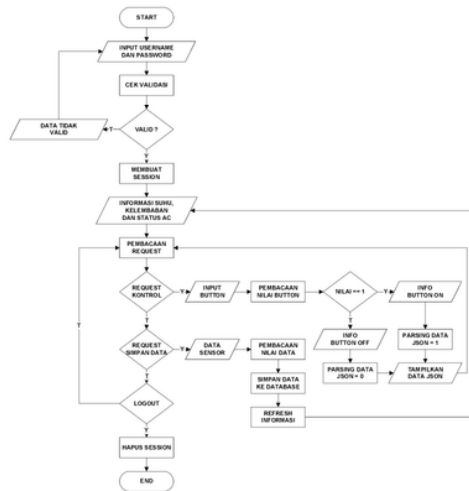 START
INPUT USERNAME
DAN PASSWORD
CEK VALIDASI
DATA TIDAK
VALID
T
VALID ?
Y
MEMBUAT
SESSION
INFORMASI SUHU,
KELEMBABAN
DAN STATUS AC
PEMBACAAN
REQUEST
REQUEST
KONTROL
Y
INPUT
BUTTON
PEMBACAAN
NILAI BUTTON
NILAI == 1
Y
INFO
BUTTON ON
T
T
Y
REQUEST
SIMPAN DATA
Y
DATA
SENSOR
PEMBACAAN
NILAI DATA
INFO
BUTTON OFF
PARSING DATA
JSON = 1
T
SIMPAN DATA
KE DATABASE
PARSING DATA
JSON = 0
TAMPILKAN
DATA JSON
LOGOUT
REFRESH
INFORMASI
Y
HAPUS SESSION
END